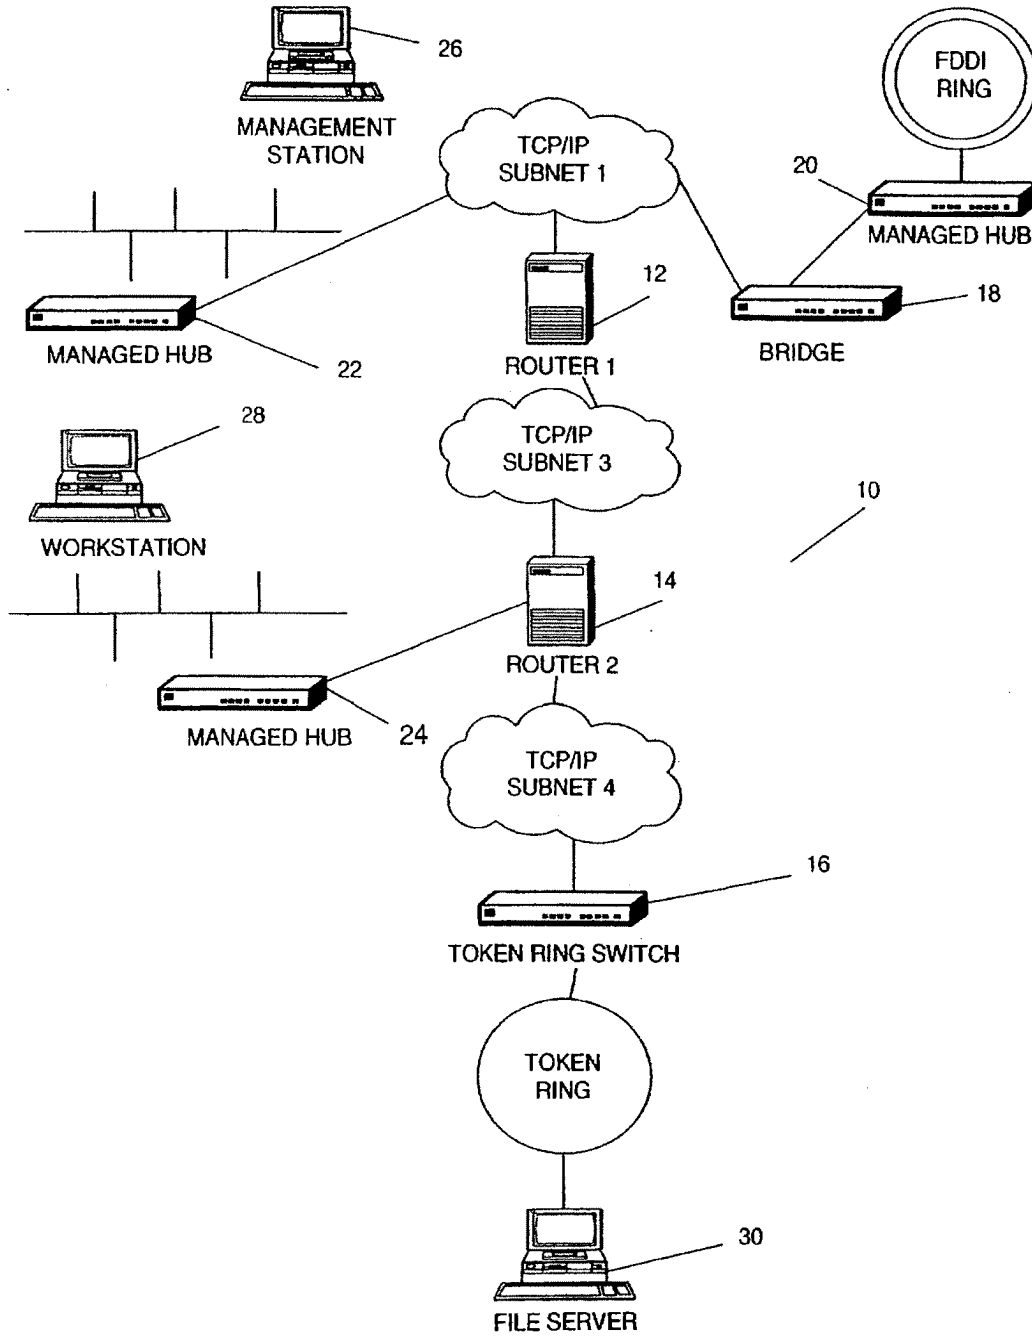 26
MANAGEMENT
STATION
FDDI
RING
TCP/IP
SUBNET 1
20
MANAGED HUB
12
18
MANAGED HUB
22
ROUTER 1
BRIDGE
28
TCP/IP
SUBNET 3
10
WORKSTATION
14
ROUTER 2
MANAGED HUB
24
TCP/IP
SUBNET 4
16
TOKEN RING SWITCH
TOKEN
RING
30
FILE SERVER